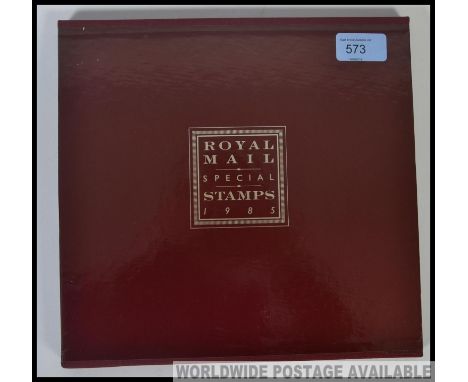 573
ROYAL
MAIL
SPECIAL
STAMPS
1985
WORLDWIDE POSTAGE AVAILABLE